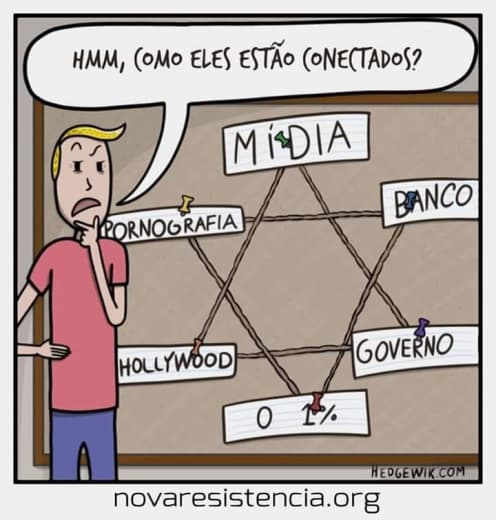 HMM, COMO ELES ESTÃO CONECTADOS?
MÍDIA
BANCO
PORNOGRAFIA
HOLLYWOOD
GOVERNO
O 1%
HEDGEWIK.COM
novaresistencia.org